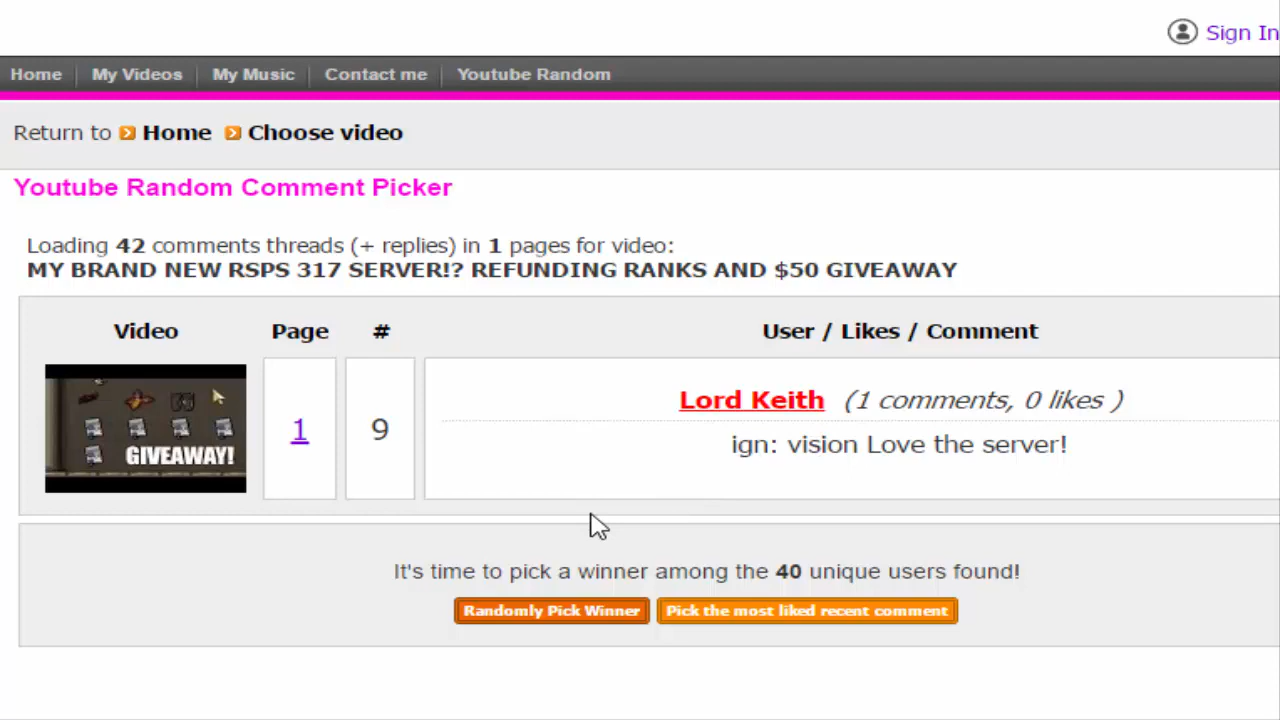 Sign In
Home My Videos My Music Contact me Youtube Random
Return to Home Choose video
Youtube Random Comment Picker
Loading 42 comments threads (+ replies) in 1 pages for video:
MY BRAND NEW RSPS 317 SERVER!? REFUNDING RANKS AND $50 GIVEAWAY
Video Page # User / Likes / Comment
GIVEAWAY!
1
9
Lord Keith (1 comments, 0 likes )
ign: vision Love the server!
It's time to pick a winner among the 40 unique users found!
Randomly Pick Winner Pick the most liked recent comment